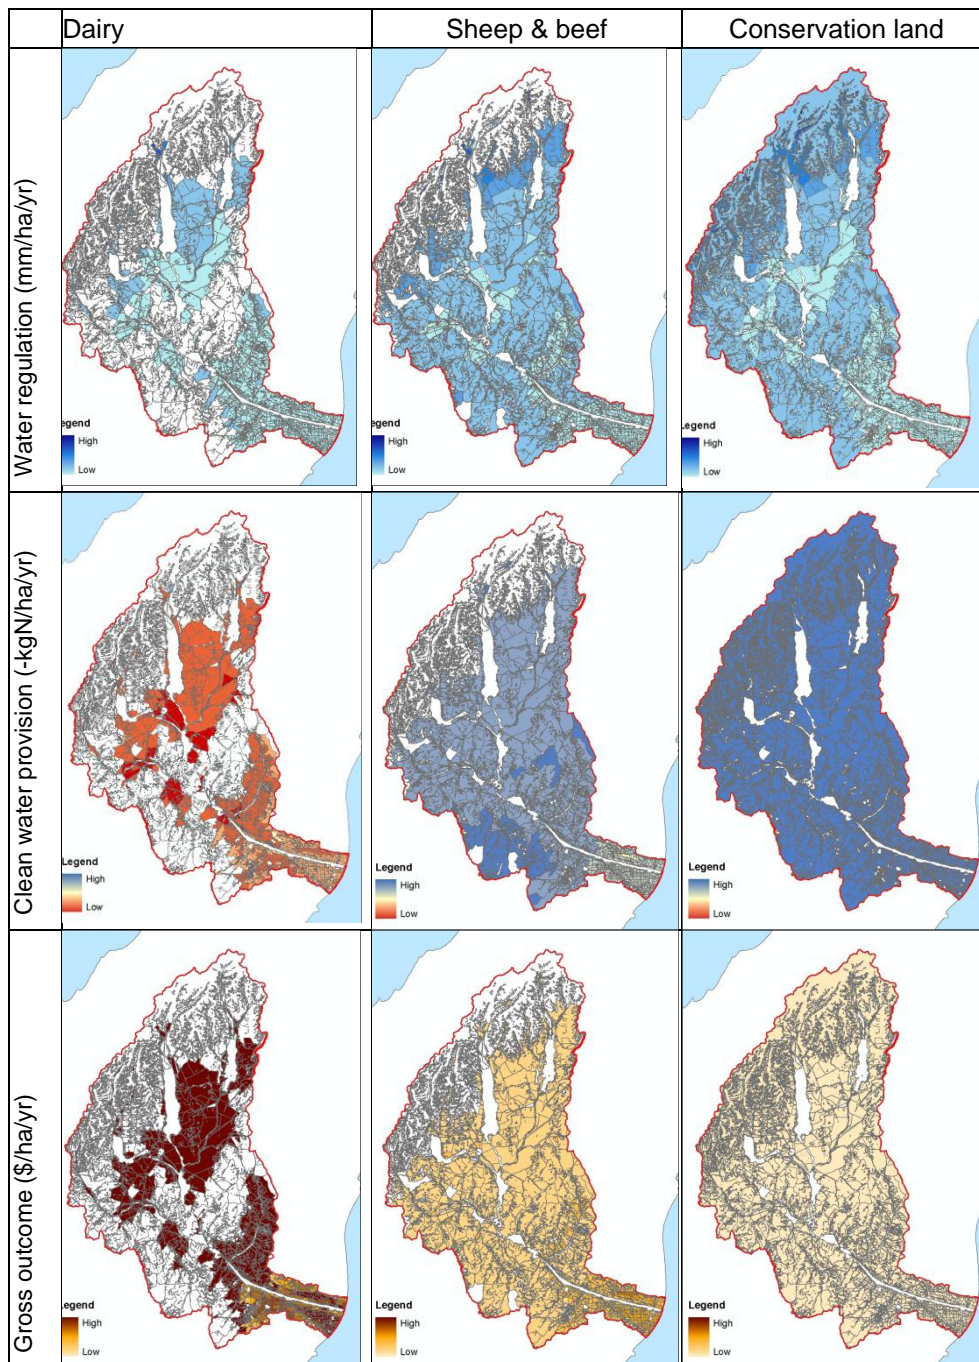 Dairy
Sheep & beef
Conservation land
Water regulation (mm/ha/yr)
egend
High
Low
egend
High
Low
Legend
High
Low
Clean water provision (-kgN/ha/yr)
Legend
High
Low
Legend
High
Low
Legend
High
Low
Gross outcome ($/ha/yr)
egend
High
Low
Legend
High
Low
Legend
High
Low